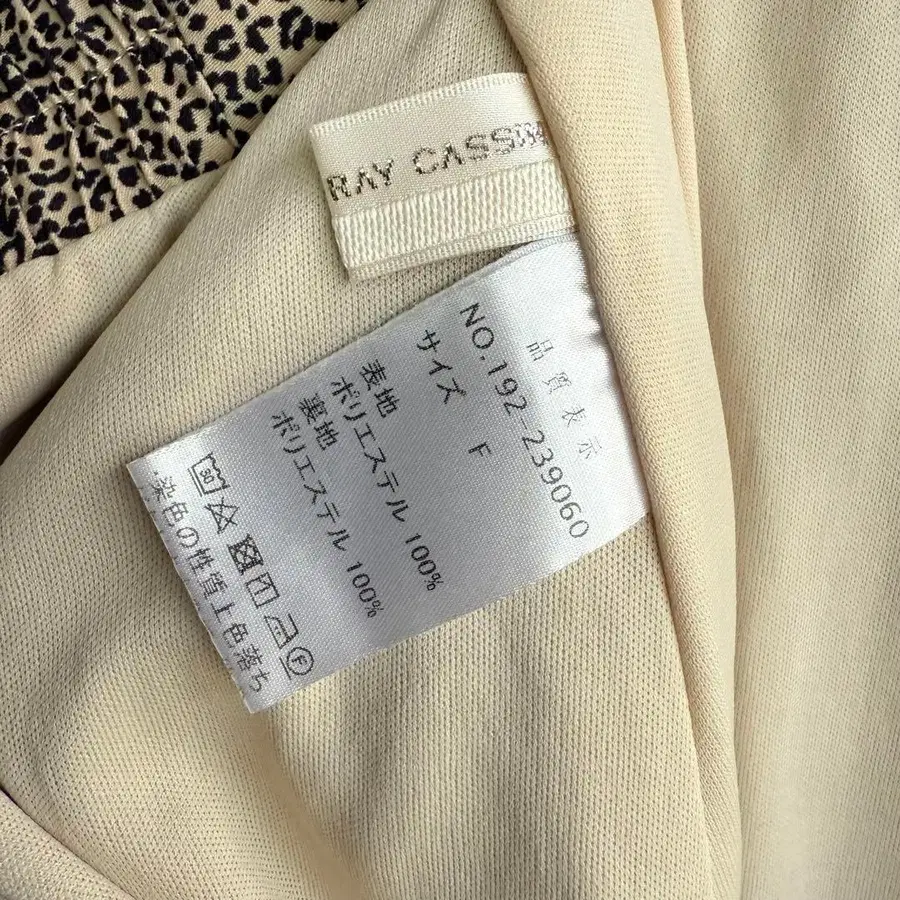 RAY CASSIN
品質表示
NO.192-239060
サイズ F
表地
ポリエステル 100%
裏地
ポリエステル 100%
30
F
染色の性質上色落ち